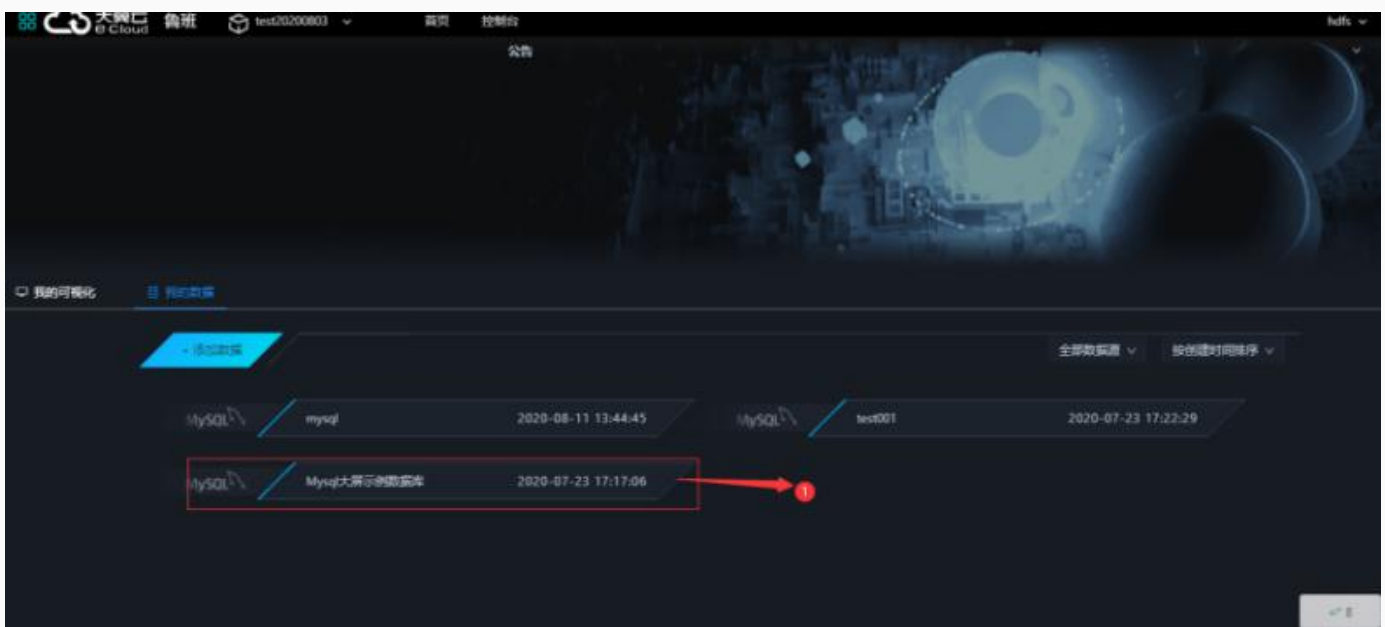 天翼云 e Cloud 鲁班 test20200803 首页 控制台 hdfs
公告
我的可视化 我的数据
+ 添加数据 全部数据源 按创建时间排序
MySQL mysql 2020-08-11 13:44:45 MySQL test001 2020-07-23 17:22:29
MySQL Mysql大屏示例数据库 2020-07-23 17:17:06 1